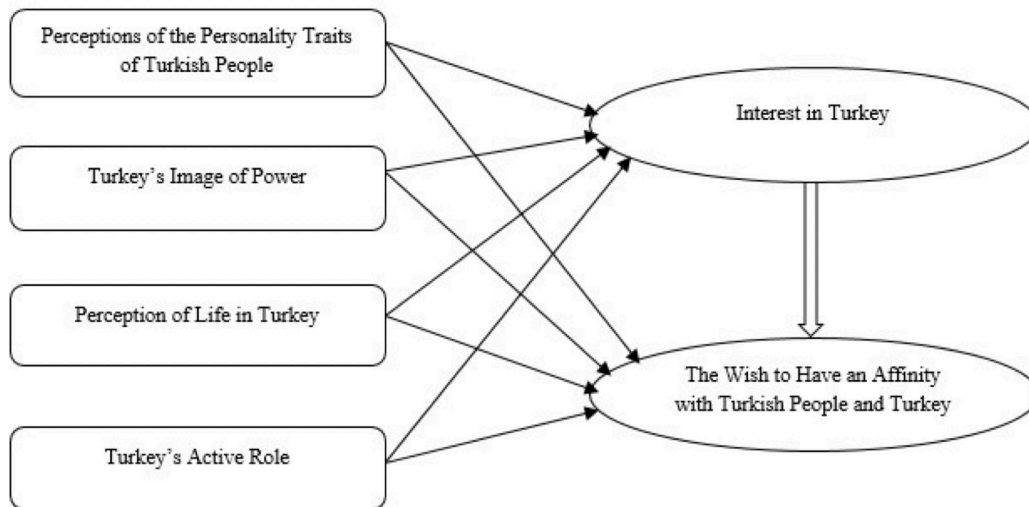 Perceptions of the Personality Traits
of Turkish People
Interest in Turkey
Turkey’s Image of Power
Perception of Life in Turkey
The Wish to Have an Affinity
with Turkish People and Turkey
Turkey’s Active Role